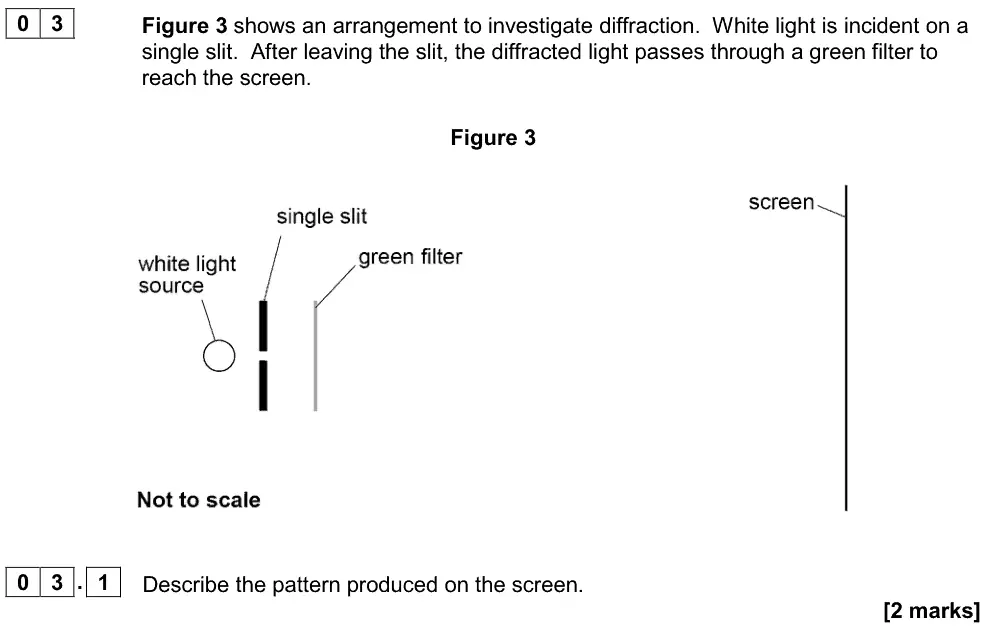 0 3 Figure 3 shows an arrangement to investigate diffraction. White light is incident on a
single slit. After leaving the slit, the diffracted light passes through a green filter to
reach the screen.
Figure 3
screen
single slit
green filter
white light
source
Not to scale
0 3 . 1 Describe the pattern produced on the screen.
[2 marks]